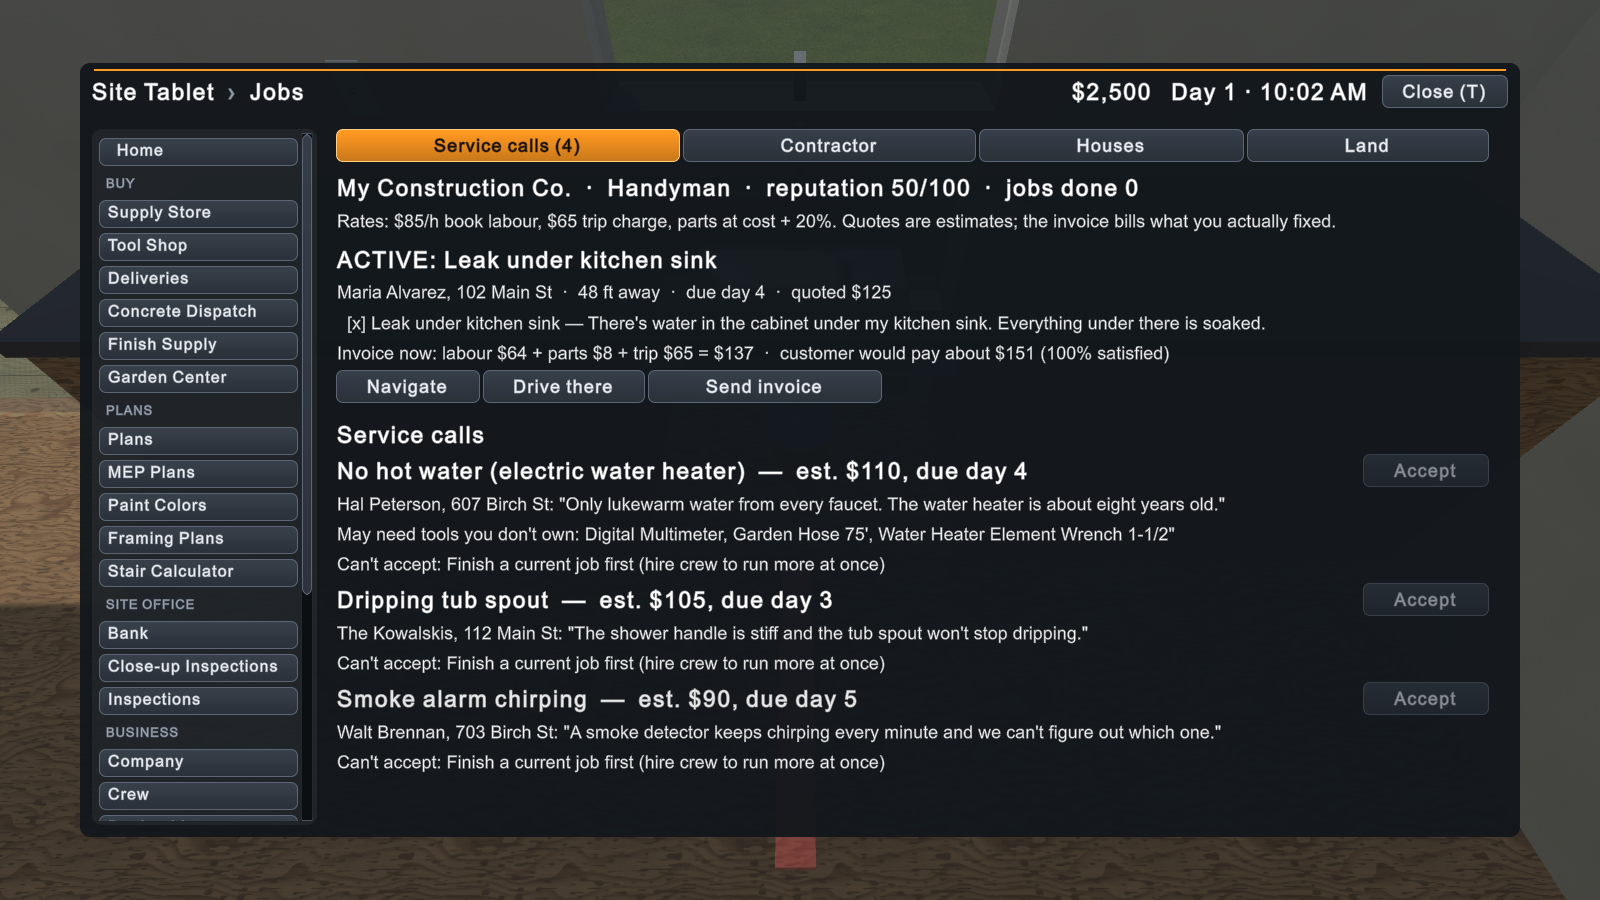 Site Tablet › Jobs
$2,500 Day 1 · 10:02 AM
Close (T)
Home
BUY
Supply Store
Tool Shop
Deliveries
Concrete Dispatch
Finish Supply
Garden Center
PLANS
Plans
MEP Plans
Paint Colors
Framing Plans
Stair Calculator
SITE OFFICE
Bank
Close-up Inspections
Inspections
BUSINESS
Company
Crew
Service calls (4)
Contractor
Houses
Land
My Construction Co. · Handyman · reputation 50/100 · jobs done 0
Rates: $85/h book labour, $65 trip charge, parts at cost + 20%. Quotes are estimates; the invoice bills what you actually fixed.
ACTIVE: Leak under kitchen sink
Maria Alvarez, 102 Main St · 48 ft away · due day 4 · quoted $125
[x] Leak under kitchen sink — There's water in the cabinet under my kitchen sink. Everything under there is soaked.
Invoice now: labour $64 + parts $8 + trip $65 = $137 · customer would pay about $151 (100% satisfied)
Navigate
Drive there
Send invoice
Service calls
No hot water (electric water heater) — est. $110, due day 4
Accept
Hal Peterson, 607 Birch St: "Only lukewarm water from every faucet. The water heater is about eight years old."
May need tools you don't own: Digital Multimeter, Garden Hose 75', Water Heater Element Wrench 1-1/2"
Can't accept: Finish a current job first (hire crew to run more at once)
Dripping tub spout — est. $105, due day 3
Accept
The Kowalskis, 112 Main St: "The shower handle is stiff and the tub spout won't stop dripping."
Can't accept: Finish a current job first (hire crew to run more at once)
Smoke alarm chirping — est. $90, due day 5
Accept
Walt Brennan, 703 Birch St: "A smoke detector keeps chirping every minute and we can't figure out which one."
Can't accept: Finish a current job first (hire crew to run more at once)